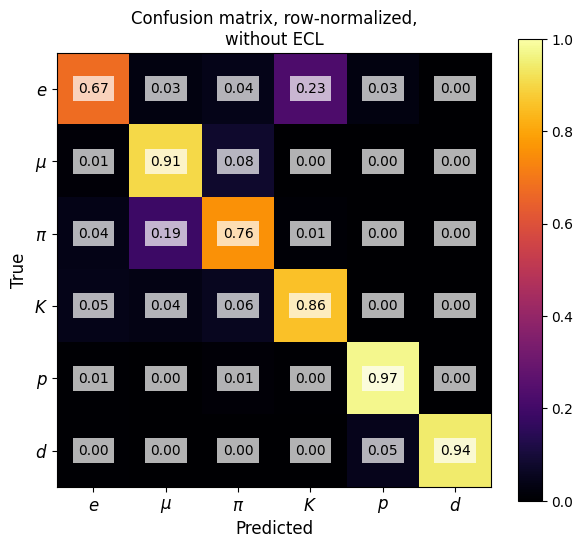 Confusion matrix, row-normalized,
without ECL
True
e 0.67 0.03 0.04 0.23 0.03 0.00
μ 0.01 0.91 0.08 0.00 0.00 0.00
π 0.04 0.19 0.76 0.01 0.00 0.00
K 0.05 0.04 0.06 0.86 0.00 0.00
p 0.01 0.00 0.01 0.00 0.97 0.00
d 0.00 0.00 0.00 0.00 0.05 0.94
e μ π K p d
Predicted
1.0
0.8
0.6
0.4
0.2
0.0